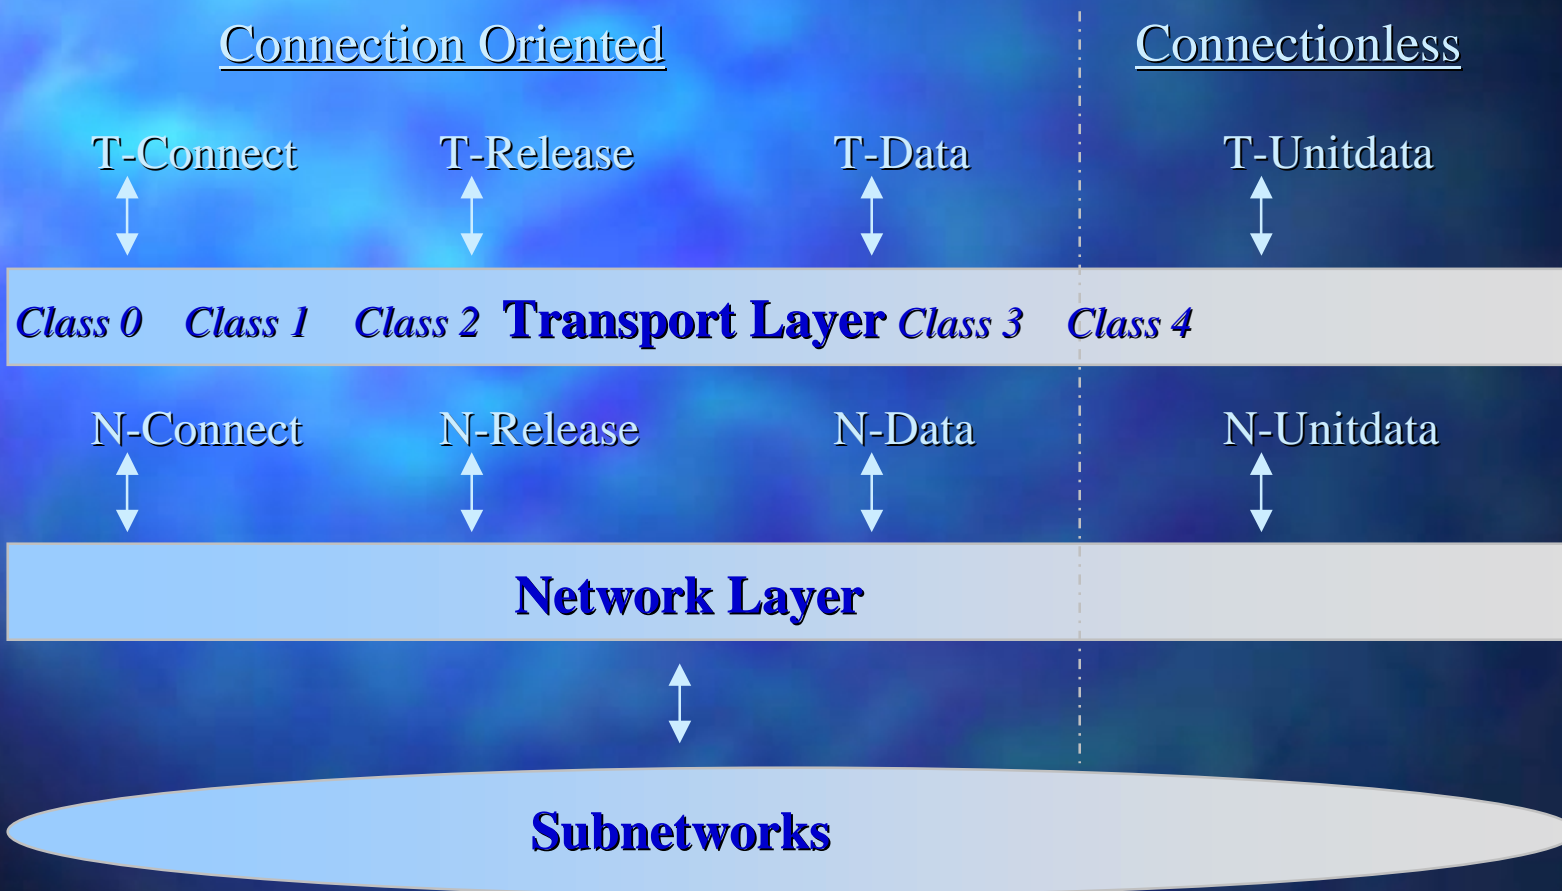 Connection Oriented Connectionless
T-Connect T-Release T-Data T-Unitdata
Class 0 Class 1 Class 2 Transport Layer Class 3 Class 4
N-Connect N-Release N-Data N-Unitdata
Network Layer
Subnetworks